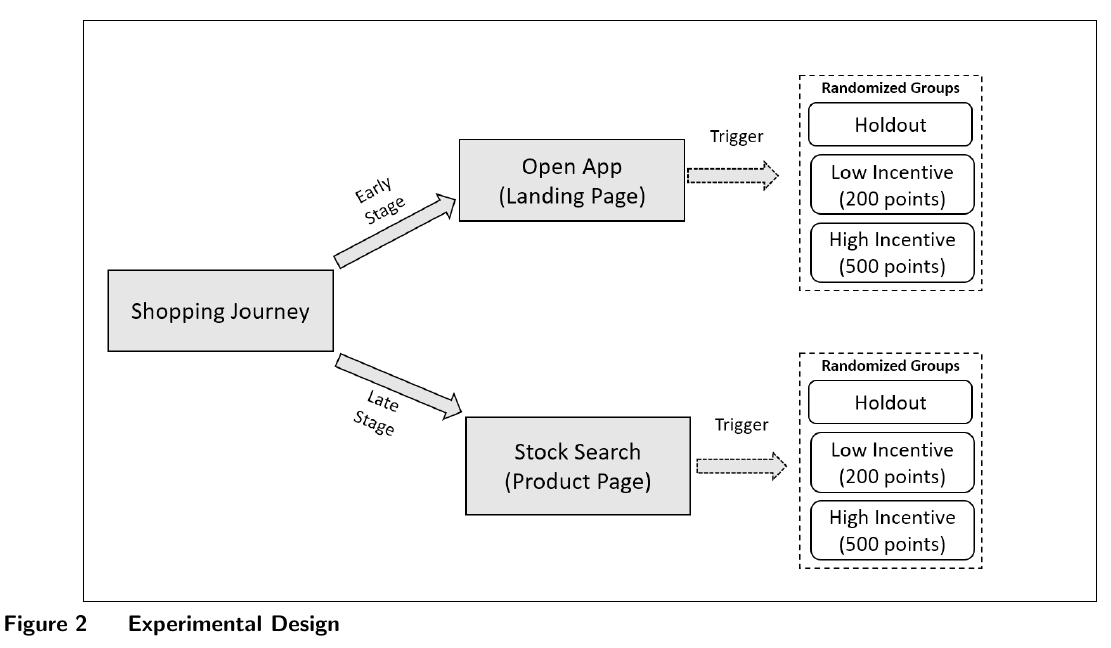 Shopping Journey
Early
Stage
Open App
(Landing Page)
Trigger
Randomized Groups
Holdout
Low Incentive
(200 points)
High Incentive
(500 points)
Late
Stage
Stock Search
(Product Page)
Trigger
Randomized Groups
Holdout
Low Incentive
(200 points)
High Incentive
(500 points)
Figure 2 Experimental Design